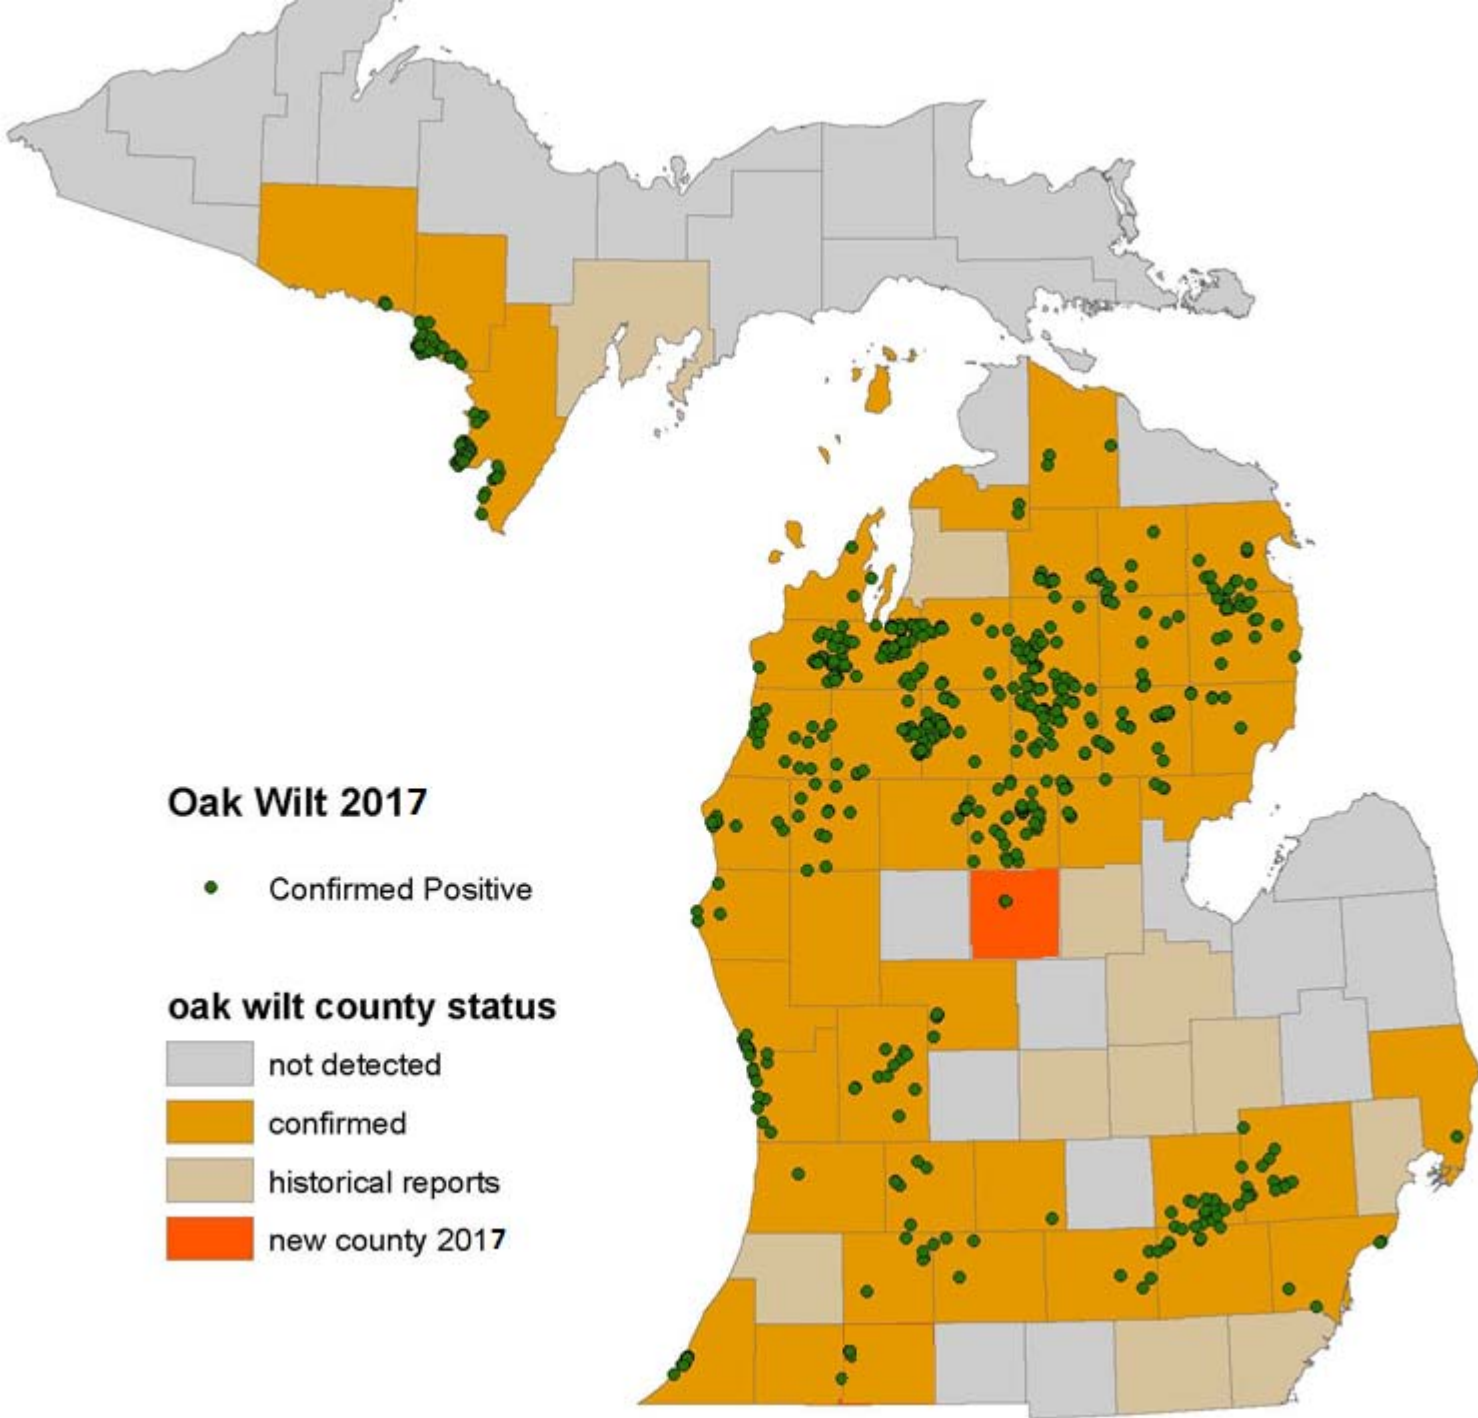 Oak Wilt 2017
Confirmed Positive
oak wilt county status
not detected
confirmed
historical reports
new county 2017